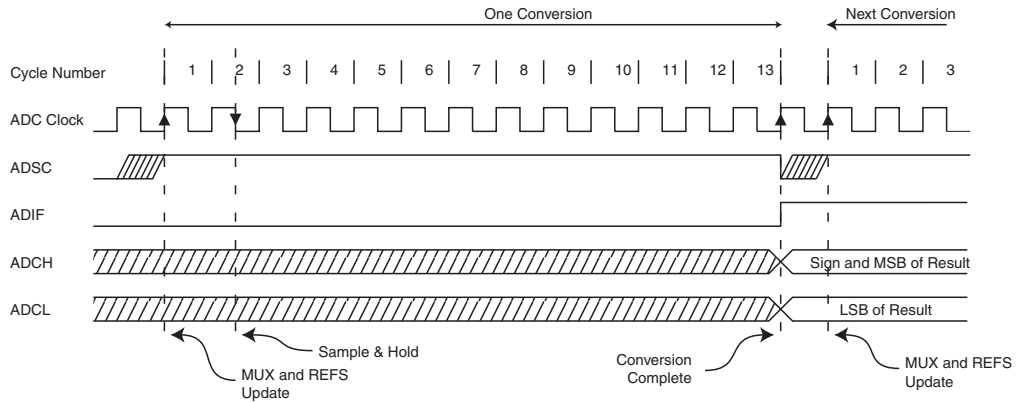 One Conversion
Next Conversion
Cycle Number
1 2 3 4 5 6 7 8 9 10 11 12 13 1 2 3
ADC Clock
ADSC
ADIF
ADCH
Sign and MSB of Result
ADCL
LSB of Result
Sample & Hold
MUX and REFS
Update
Conversion
Complete
MUX and REFS
Update